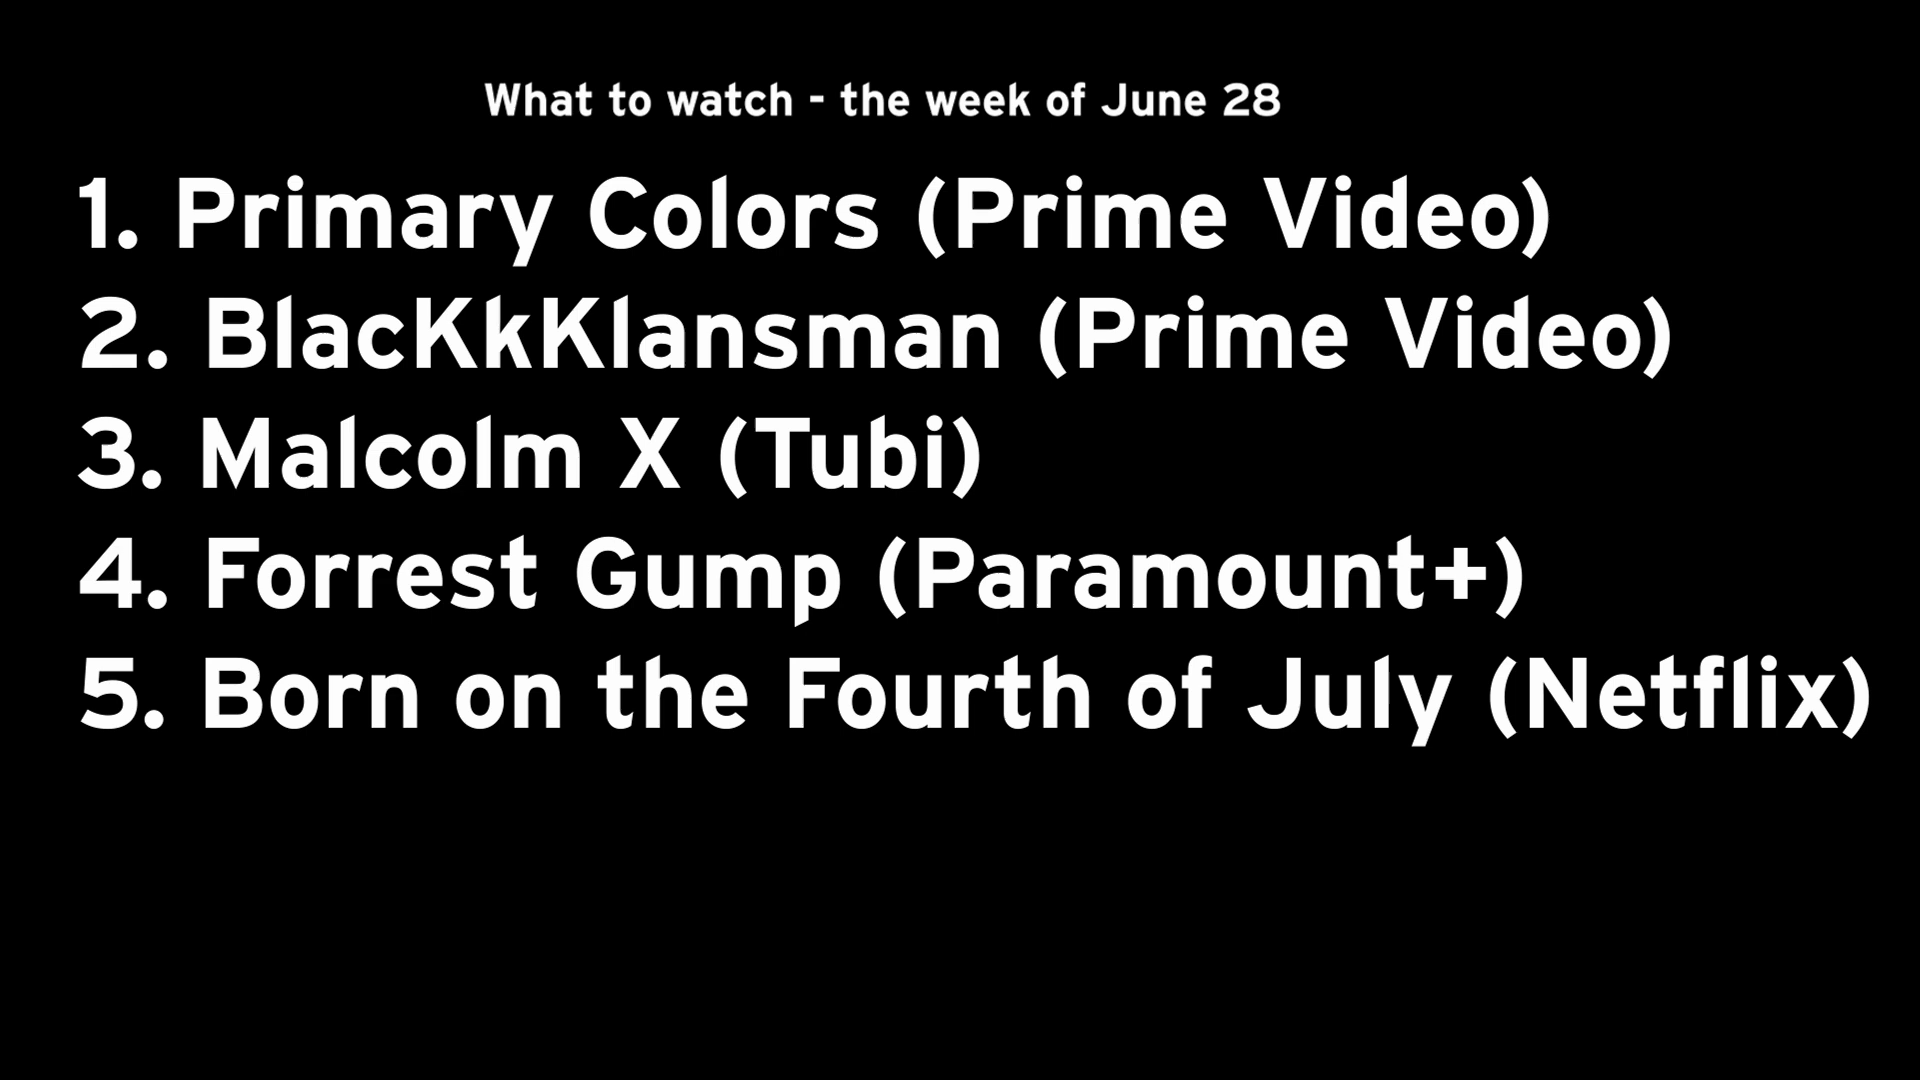 What to watch - the week of June 28
1. Primary Colors (Prime Video)
2. BlacKkKlansman (Prime Video)
3. Malcolm X (Tubi)
4. Forrest Gump (Paramount+)
5. Born on the Fourth of July (Netflix)